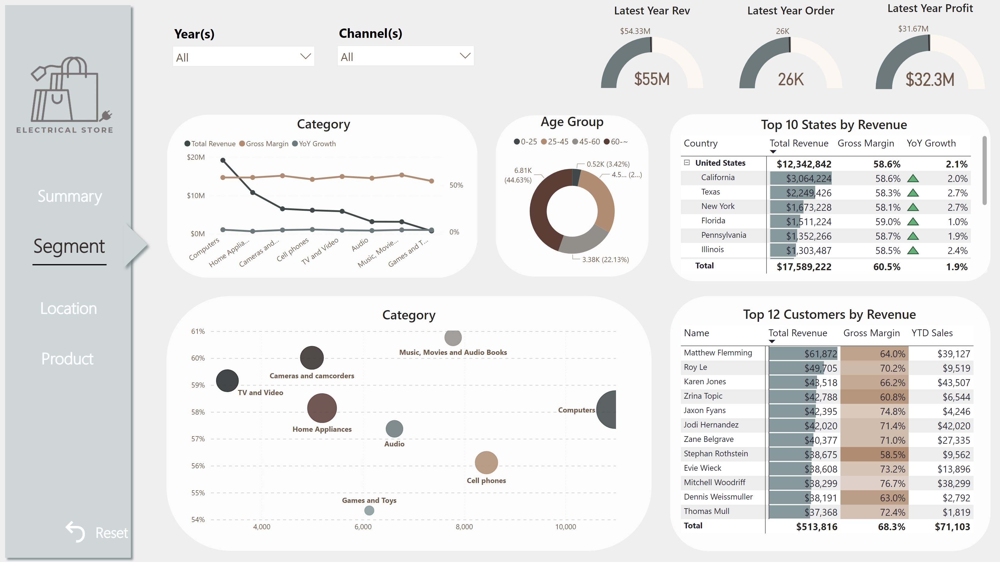 ELECTRICAL STORE
Summary
Segment
Location
Product
Reset
Year(s)
All
Channel(s)
All
Latest Year Rev
$54.33M
$55M
Latest Year Order
26K
26K
Latest Year Profit
$31.67M
$32.3M
Category
Total Revenue Gross Margin YoY Growth
$20M
$10M
$0M
50%
0%
Computers
Home Applia...
Cameras and...
Cell phones
TV and Video
Audio
Music, Movie...
Games and T...
Age Group
0-25 25-45 45-60 60-~
0.52K (3.42%)
4.5... (2...)
6.81K
(44.63%)
3.38K (22.13%)
Top 10 States by Revenue
Country Total Revenue Gross Margin YoY Growth
United States $12,342,842 58.6% 2.1%
California $3,064,224 58.6% 2.0%
Texas $2,249,426 58.3% 2.7%
New York $1,673,228 58.1% 2.7%
Florida $1,511,224 59.0% 1.0%
Pennsylvania $1,352,266 58.7% 1.9%
Illinois $1,303,487 58.5% 2.4%
Total $17,589,222 60.5% 1.9%
Category
61%
60%
59%
58%
57%
56%
55%
54%
Music, Movies and Audio Books
Cameras and camcorders
TV and Video
Computers
Home Appliances
Audio
Cell phones
Games and Toys
4,000 6,000 8,000 10,000
Top 12 Customers by Revenue
Name Total Revenue Gross Margin YTD Sales
Matthew Flemming $61,872 64.0% $39,127
Roy Le $49,705 70.2% $9,519
Karen Jones $43,518 66.2% $43,507
Zrina Topic $42,788 60.8% $6,544
Jaxon Fyans $42,395 74.8% $4,246
Jodi Hernandez $42,020 71.4% $42,020
Zane Belgrave $40,377 71.0% $27,335
Stephan Rothstein $38,675 58.5% $9,562
Evie Wieck $38,608 73.2% $13,896
Mitchell Woodriff $38,299 76.7% $38,299
Dennis Weissmuller $38,191 63.0% $2,792
Thomas Mull $37,368 72.4% $1,819
Total $513,816 68.3% $71,103